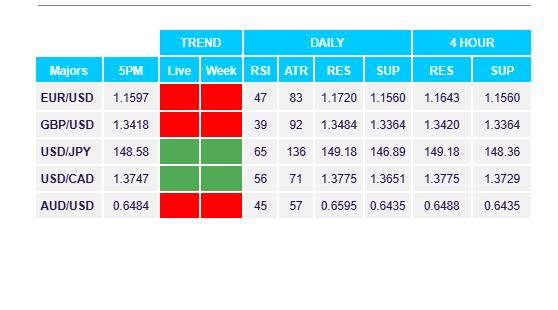 TREND DAILY 4 HOUR
Majors 5PM Live Week RSI ATR RES SUP RES SUP
EUR/USD 1.1597 47 83 1.1720 1.1560 1.1643 1.1560
GBP/USD 1.3418 39 92 1.3484 1.3364 1.3420 1.3364
USD/JPY 148.58 65 136 149.18 146.89 149.18 148.36
USD/CAD 1.3747 56 71 1.3775 1.3651 1.3775 1.3729
AUD/USD 0.6484 45 57 0.6595 0.6435 0.6488 0.6435